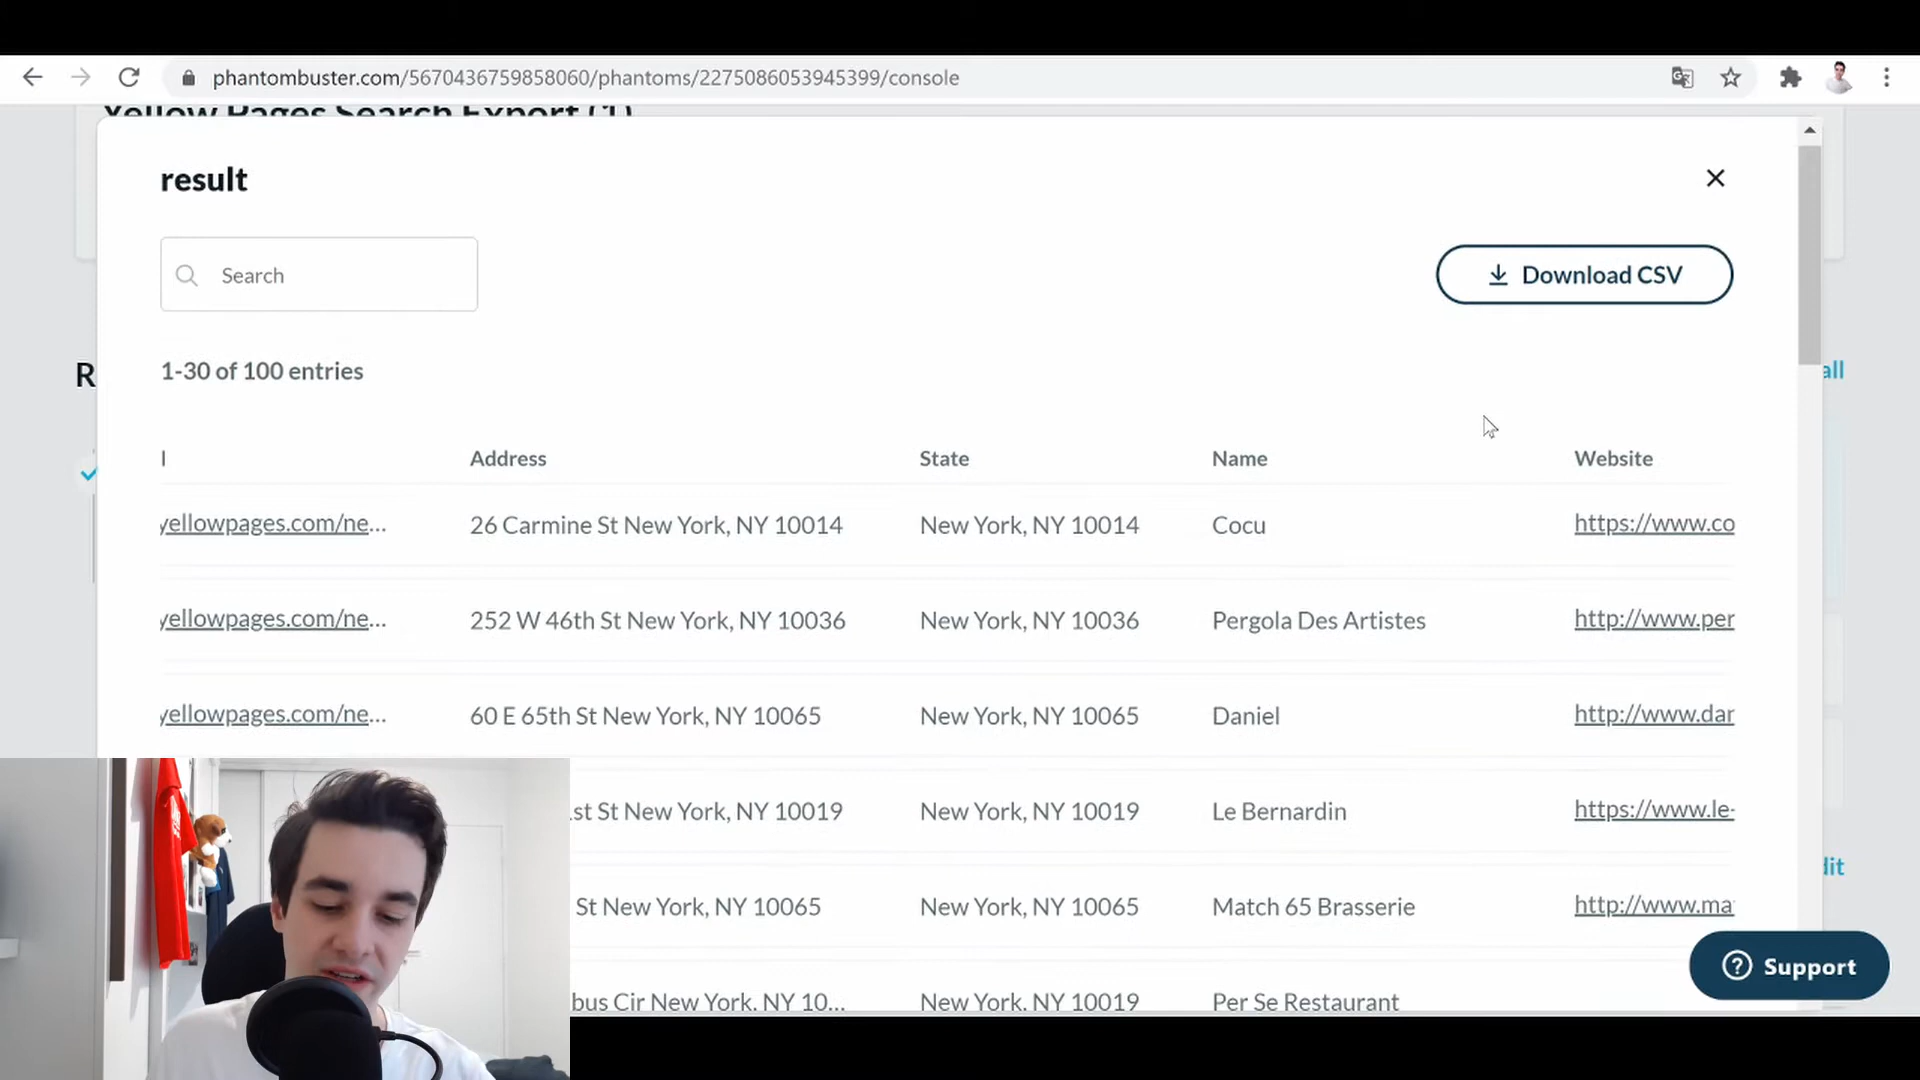 phantombuster.com/5670436759858060/phantoms/2275086053945399/console
Yellow Pages Search Export (1)
result
Search
Download CSV
1-30 of 100 entries
R
all
l Address State Name Website
yellowpages.com/ne... 26 Carmine St New York, NY 10014 New York, NY 10014 Cocu https://www.co
yellowpages.com/ne... 252 W 46th St New York, NY 10036 New York, NY 10036 Pergola Des Artistes http://www.per
yellowpages.com/ne... 60 E 65th St New York, NY 10065 New York, NY 10065 Daniel http://www.dar
.st St New York, NY 10019 New York, NY 10019 Le Bernardin https://www.le-
dit
St New York, NY 10065 New York, NY 10065 Match 65 Brasserie http://www.ma
Support
bus Cir New York, NY 10... New York, NY 10019 Per Se Restaurant